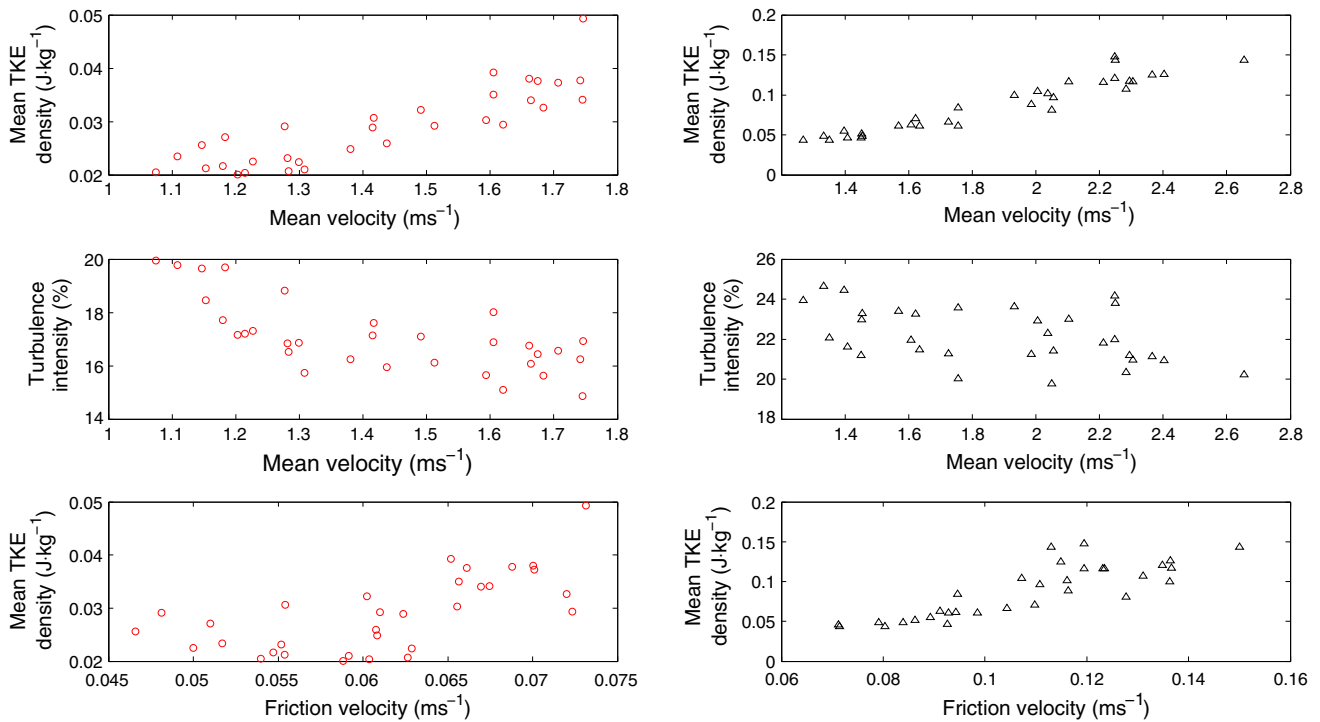 Mean TKE
density (J·kg⁻¹)
0.05
0.04
0.03
0.02
1 1.1 1.2 1.3 1.4 1.5 1.6 1.7 1.8
Mean velocity (ms⁻¹)
Mean TKE
density (J·kg⁻¹)
0.2
0.15
0.1
0.05
0
1.4 1.6 1.8 2 2.2 2.4 2.6 2.8
Mean velocity (ms⁻¹)
Turbulence
intensity (%)
20
18
16
14
1 1.1 1.2 1.3 1.4 1.5 1.6 1.7 1.8
Mean velocity (ms⁻¹)
Turbulence
intensity (%)
26
24
22
20
18
1.4 1.6 1.8 2 2.2 2.4 2.6 2.8
Mean velocity (ms⁻¹)
Mean TKE
density (J·kg⁻¹)
0.05
0.04
0.03
0.02
0.045 0.05 0.055 0.06 0.065 0.07 0.075
Friction velocity (ms⁻¹)
Mean TKE
density (J·kg⁻¹)
0.2
0.15
0.1
0.05
0
0.06 0.08 0.1 0.12 0.14 0.16
Friction velocity (ms⁻¹)